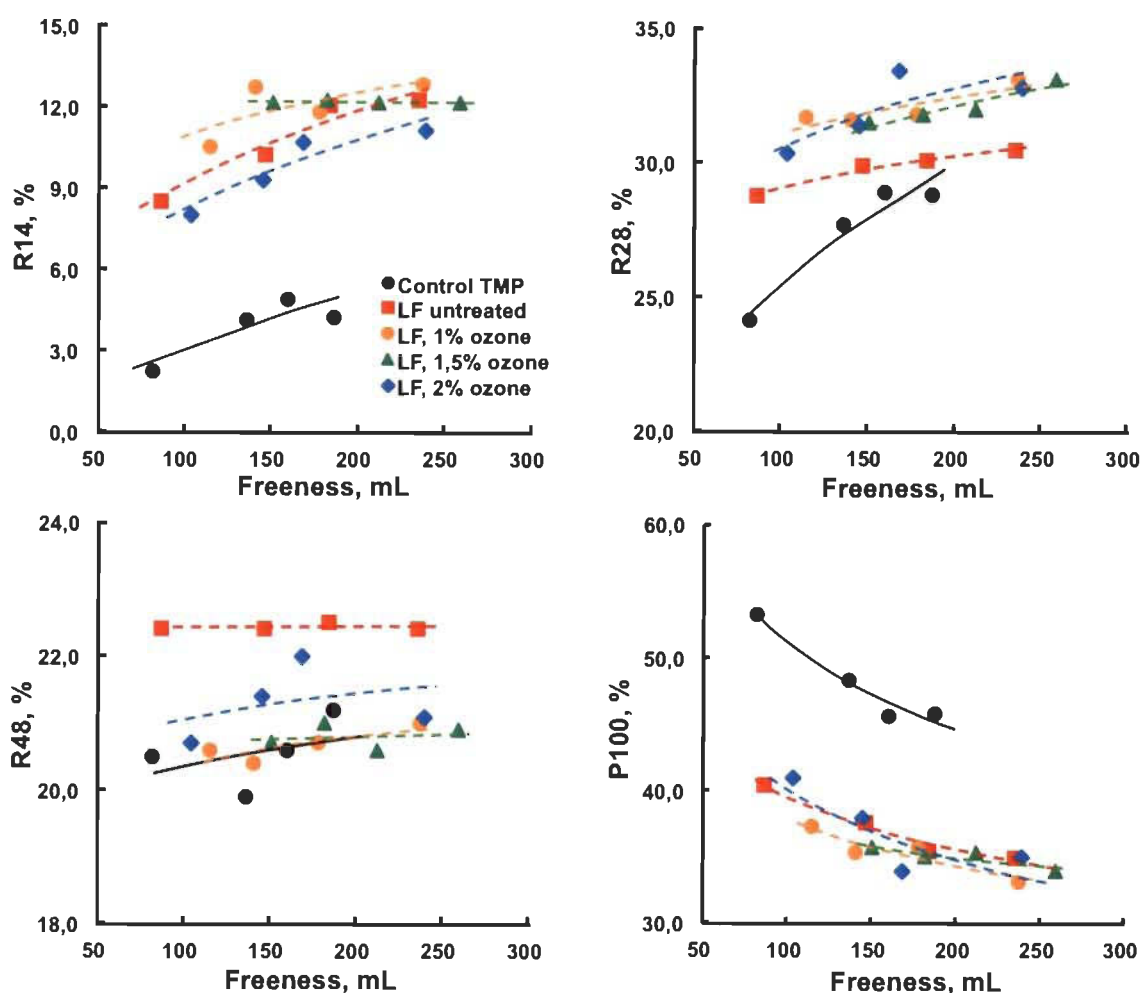 15,0
12,0
9,0
6,0
3,0
0,0
R14, %
50 100 150 200 250 300
Freeness, mL
Control TMP
LF untreated
LF, 1% ozone
LF, 1,5% ozone
LF, 2% ozone
35,0
30,0
25,0
20,0
R28, %
50 100 150 200 250 300
Freeness, mL
24,0
22,0
20,0
18,0
R48, %
50 100 150 200 250 300
Freeness, mL
60,0
50,0
40,0
30,0
P100, %
50 100 150 200 250 300
Freeness, mL